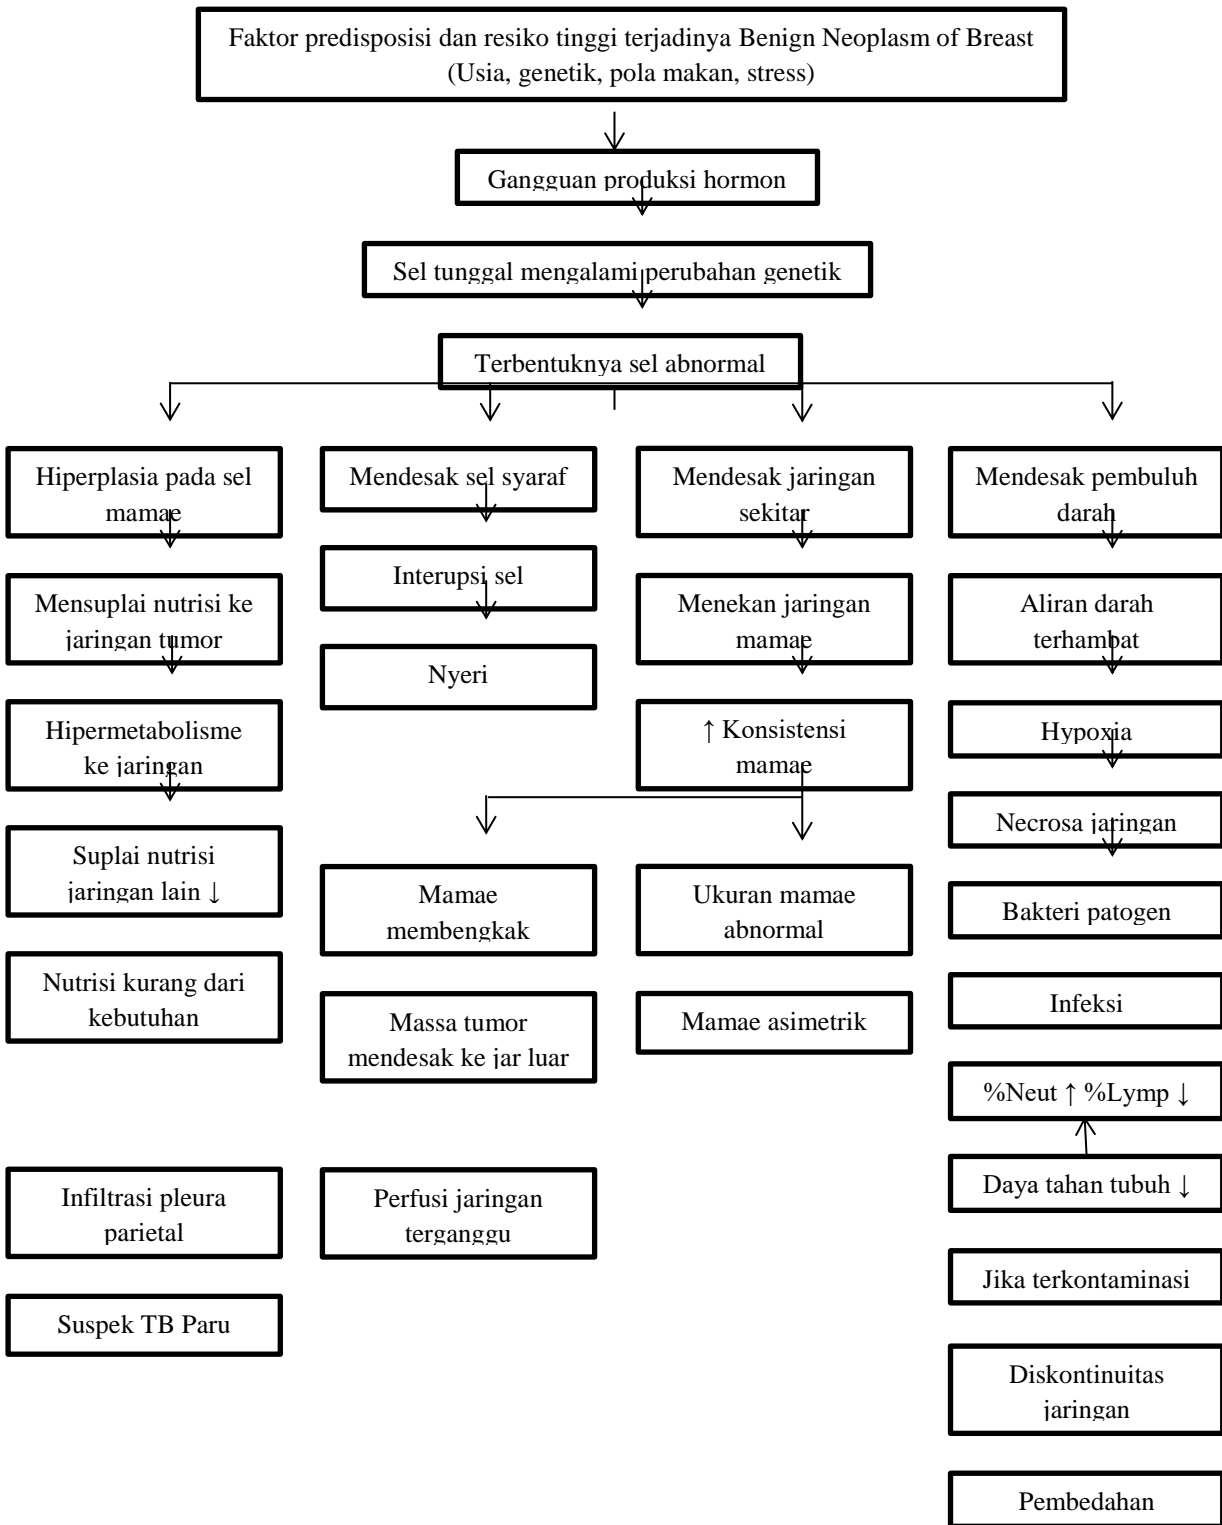 Faktor predisposisi dan resiko tinggi terjadinya Benign Neoplasm of Breast
(Usia, genetik, pola makan, stress)
Gangguan produksi hormon
Sel tunggal mengalami perubahan genetik
Terbentuknya sel abnormal
Hiperplasia pada sel
mamae
Mensuplai nutrisi ke
jaringan tumor
Hipermetabolisme
ke jaringan
Suplai nutrisi
jaringan lain ↓
Nutrisi kurang dari
kebutuhan
Infiltrasi pleura
parietal
Suspek TB Paru
Mendesak sel syaraf
Interupsi sel
Nyeri
Mamae
membengkak
Massa tumor
mendesak ke jar luar
Perfusi jaringan
terganggu
Mendesak jaringan
sekitar
Menekan jaringan
mamae
↑ Konsistensi
mamae
Ukuran mamae
abnormal
Mamae asimetrik
Mendesak pembuluh
darah
Aliran darah
terhambat
Hypoxia
Necrosa jaringan
Bakteri patogen
Infeksi
%Neut ↑ %Lymp ↓
Daya tahan tubuh ↓
Jika terkontaminasi
Diskontinuitas
jaringan
Pembedahan